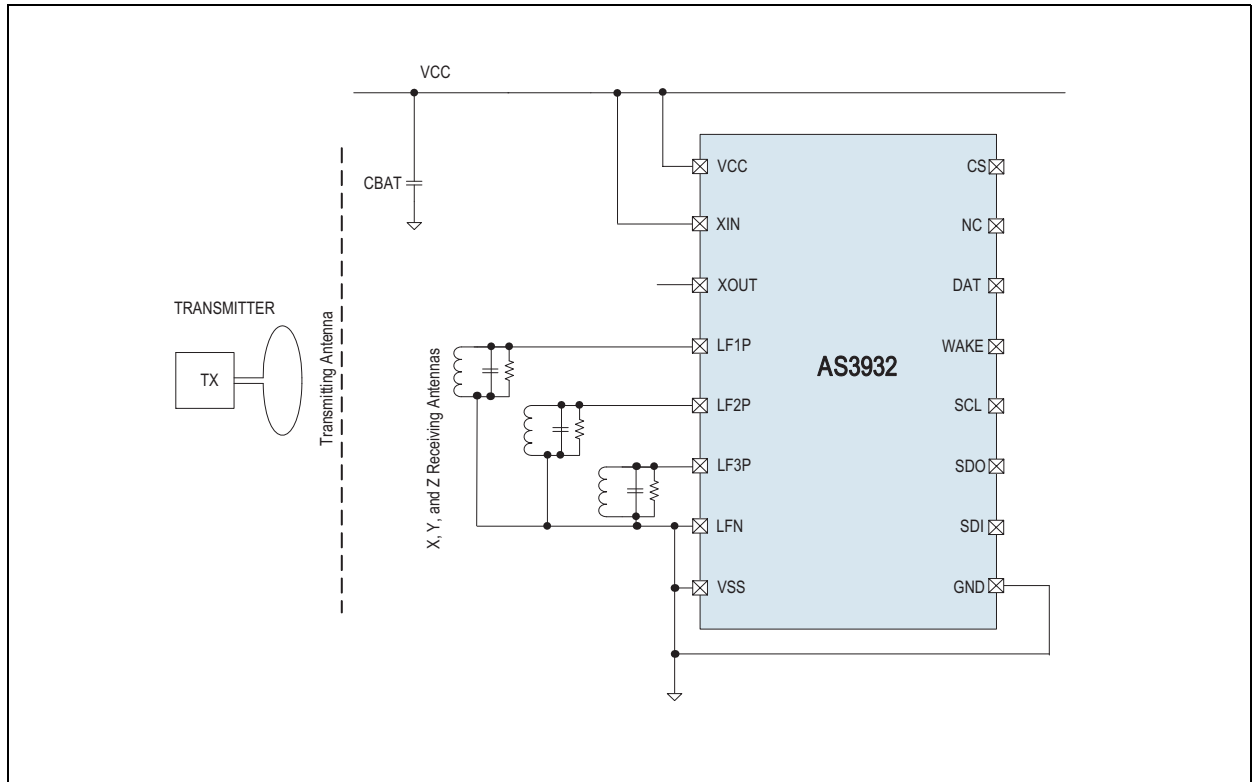 VCC
CBAT
TRANSMITTER
TX
Transmitting Antenna
X, Y, and Z Receiving Antennas
AS3932
VCC
XIN
XOUT
LF1P
LF2P
LF3P
LFN
VSS
CS
NC
DAT
WAKE
SCL
SDO
SDI
GND